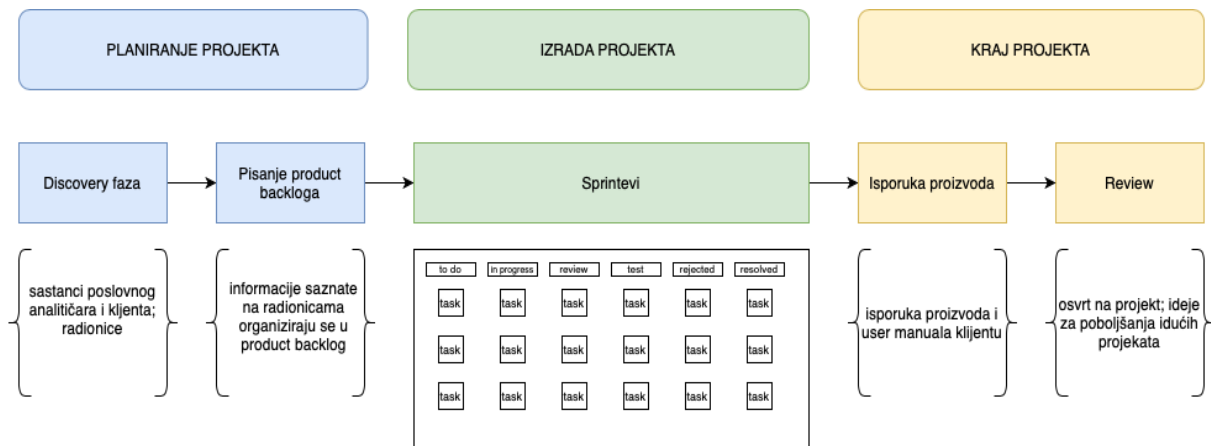 PLANIRANJE PROJEKTA
IZRADA PROJEKTA
KRAJ PROJEKTA
Discovery faza
Pisanje product
backloga
Sprintevi
Isporuka proizvoda
Review
sastanci poslovnog
analitičara i kljenta;
radionice
informacije saznate
na radionicama
organiziraju se u
product backlog
to do
in progress
review
test
rejected
resolved
task task task task task task
task task task task task task
task task task task task task
isporuka proizvoda i
user manuala klijentu
osvrt na projekt; ideje
za poboljšanja idućih
projekata